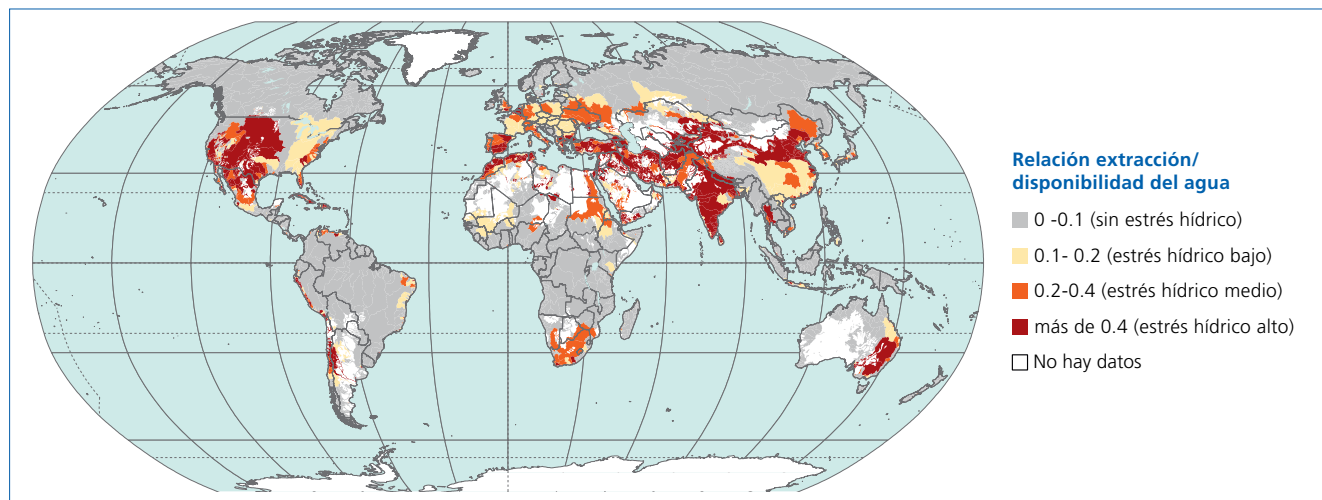 Relación extracción/
disponibilidad del agua
0 -0.1 (sin estrés hídrico)
0.1- 0.2 (estrés hídrico bajo)
0.2-0.4 (estrés hídrico medio)
más de 0.4 (estrés hídrico alto)
No hay datos